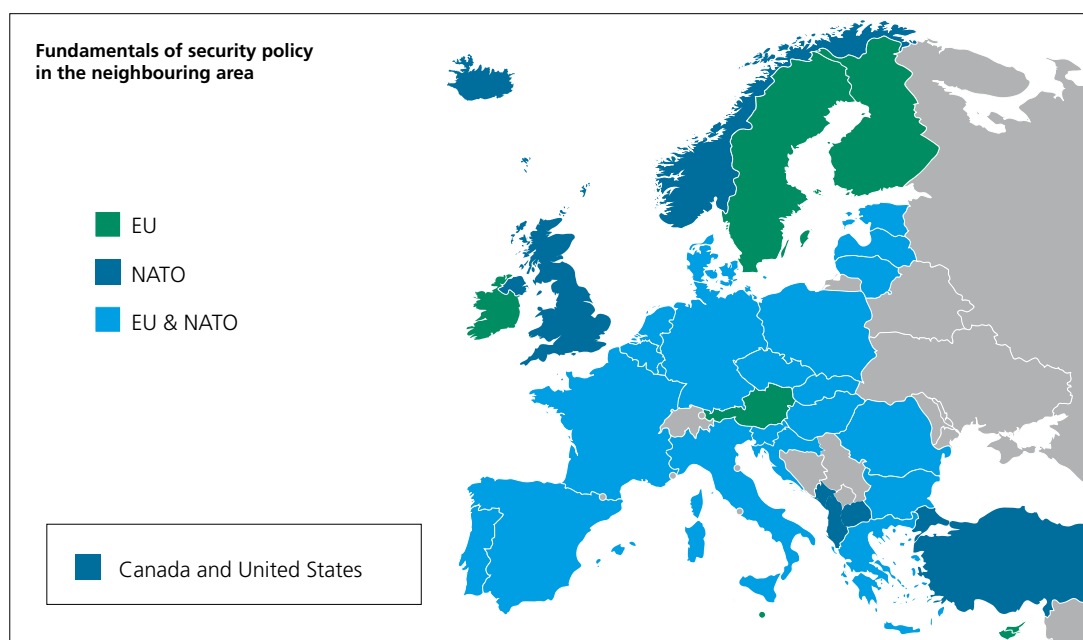 Fundamentals of security policy
in the neighbouring area
EU
NATO
EU & NATO
Canada and United States